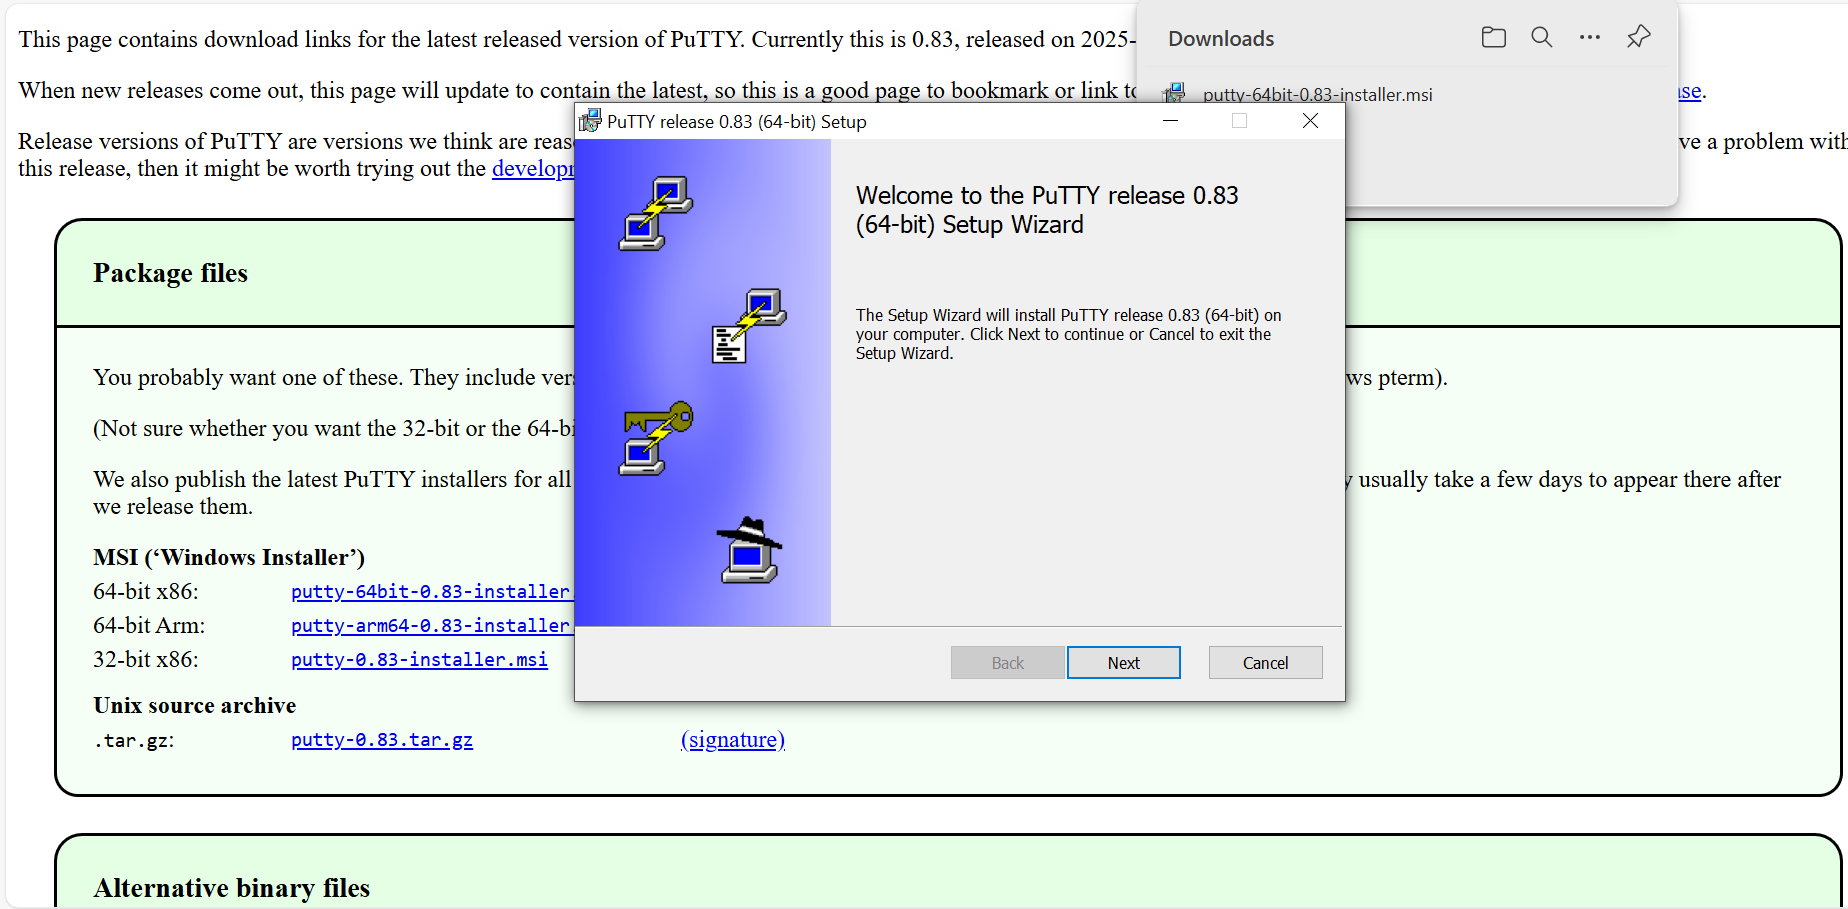 This page contains download links for the latest released version of PuTTY. Currently this is 0.83, released on 2025-
When new releases come out, this page will update to contain the latest, so this is a good page to bookmark or link to
Release versions of PuTTY are versions we think are
ve a problem with
this release, then it might be worth trying out the
Downloads
putty-64bit-0.83-installer.msi
PuTTY release 0.83 (64-bit) Setup
Welcome to the PuTTY release 0.83
(64-bit) Setup Wizard
The Setup Wizard will install PuTTY release 0.83 (64-bit) on
your computer. Click Next to continue or Cancel to exit the
Setup Wizard.
Back
Next
Cancel
Package files
You probably want one of these. They include
ws pterm).
(Not sure whether you want the 32-bit or the
We also publish the latest PuTTY installers for all
usually take a few days to appear there after
we release them.
MSI (‘Windows Installer’)
64-bit x86: putty-64bit-0.83-installer
64-bit Arm: putty-arm64-0.83-installer
32-bit x86: putty-0.83-installer.msi
Unix source archive
.tar.gz: putty-0.83.tar.gz (signature)
Alternative binary files